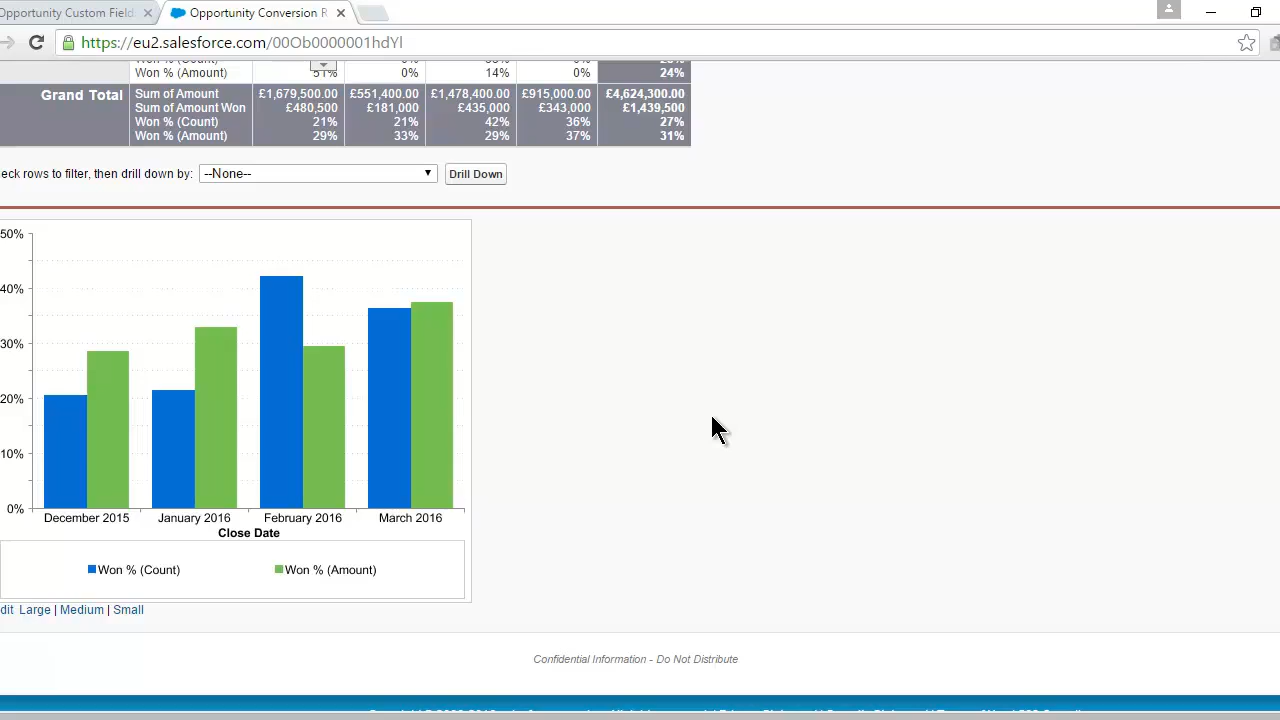 Opportunity Custom Field Opportunity Conversion R
https://eu2.salesforce.com/00Ob0000001hdYl
Won % (Amount) 51% 0% 14% 0% 24%
Grand Total Sum of Amount £1,679,500.00 £551,400.00 £1,478,400.00 £915,000.00 £4,624,300.00
Sum of Amount Won £480,500 £181,000 £435,000 £343,000 £1,439,500
Won % (Count) 21% 21% 42% 36% 27%
Won % (Amount) 29% 33% 29% 37% 31%
eck rows to filter, then drill down by: --None-- Drill Down
50%
40%
30%
20%
10%
0%
December 2015 January 2016 February 2016 March 2016
Close Date
Won % (Count) Won % (Amount)
dit Large | Medium | Small
Confidential Information - Do Not Distribute